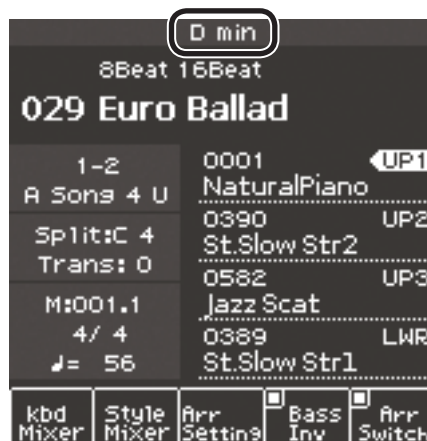 D min
8Beat 16Beat
029 Euro Ballad
1-2
A Song 4 U
Split:C 4
Trans: 0
M:001.1
4/ 4
♩= 56
0001 UP1
NaturalPiano
0390 UP2
St.Slow Str2
0582 UP3
Jazz Scat
0389 LWR
St.Slow Str1
kbd Mixer
Style Mixer
Arr Setting
Bass Inv
Arr Switch